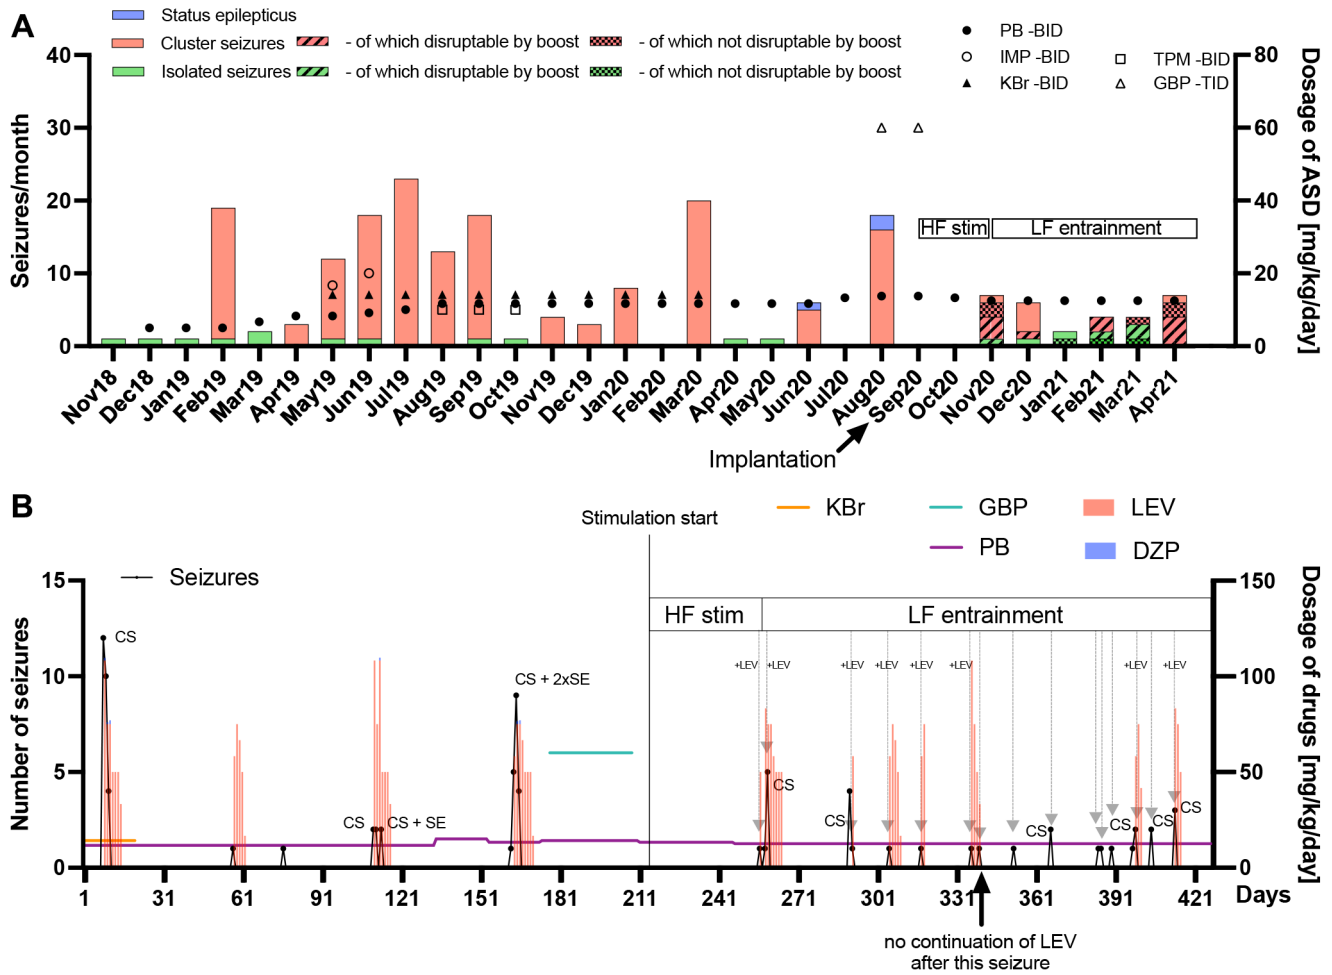 A
Status epilepticus
Cluster seizures - of which disruptable by boost - of which not disruptable by boost
Isolated seizures - of which disruptable by boost - of which not disruptable by boost
PB -BID
IMP -BID TPM -BID
KBr -BID GBP -TID
Seizures/month
40
30
20
10
0
Dosage of ASD [mg/kg/day]
80
60
40
20
0
HF stim LF entrainment
Nov18 Dec18 Jan19 Feb19 Mar19 Apr19 May19 Jun19 Jul19 Aug19 Sep19 Oct19 Nov19 Dec19 Jan20 Feb20 Mar20 Apr20 May20 Jun20 Jul20 Aug20 Sep20 Oct20 Nov20 Dec20 Jan21 Feb21 Mar21 Apr21
Implantation
B
Stimulation start
KBr GBP LEV
PB DZP
Seizures
Number of seizures
15
10
5
0
Dosage of drugs [mg/kg/day]
150
100
50
0
HF stim LF entrainment
CS
CS + 2xSE
+LEV +LEV +LEV +LEV +LEV +LEV +LEV +LEV
CS CS + SE
CS
CS CS CS CS CS
1 31 61 91 121 151 181 211 241 271 301 331 361 391 421 Days
no continuation of LEV
after this seizure